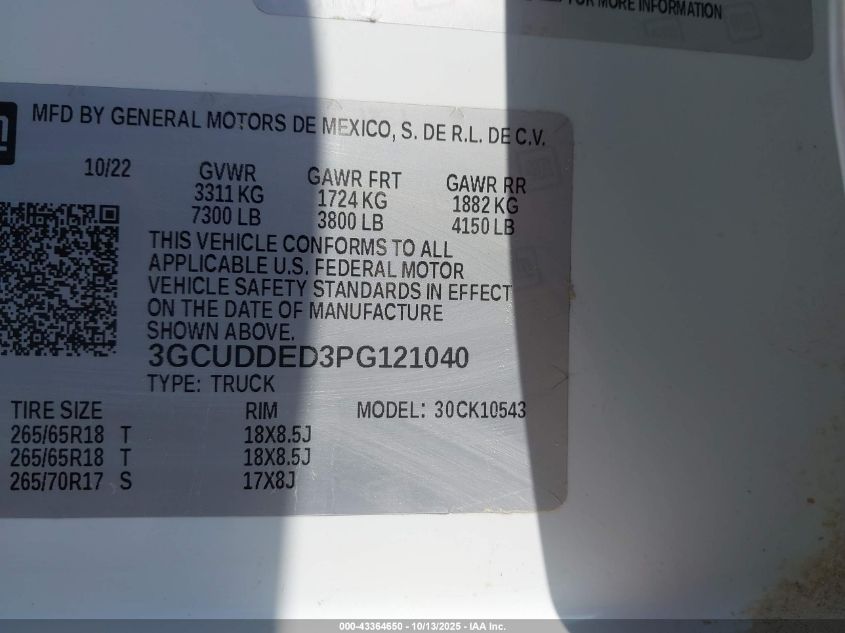 FOR MORE INFORMATION
MFD BY GENERAL MOTORS DE MEXICO, S. DE R.L. DE C.V.
10/22 GVWR GAWR FRT GAWR RR
3311 KG 1724 KG 1882 KG
7300 LB 3800 LB 4150 LB
THIS VEHICLE CONFORMS TO ALL
APPLICABLE U.S. FEDERAL MOTOR
VEHICLE SAFETY STANDARDS IN EFFECT
ON THE DATE OF MANUFACTURE
SHOWN ABOVE.
3GCUDDED3PG121040
TYPE: TRUCK
TIRE SIZE RIM MODEL: 30CK10543
265/65R18 T 18X8.5J
265/65R18 T 18X8.5J
265/70R17 S 17X8J
000-43364650 - 10/13/2025 - IAA Inc.